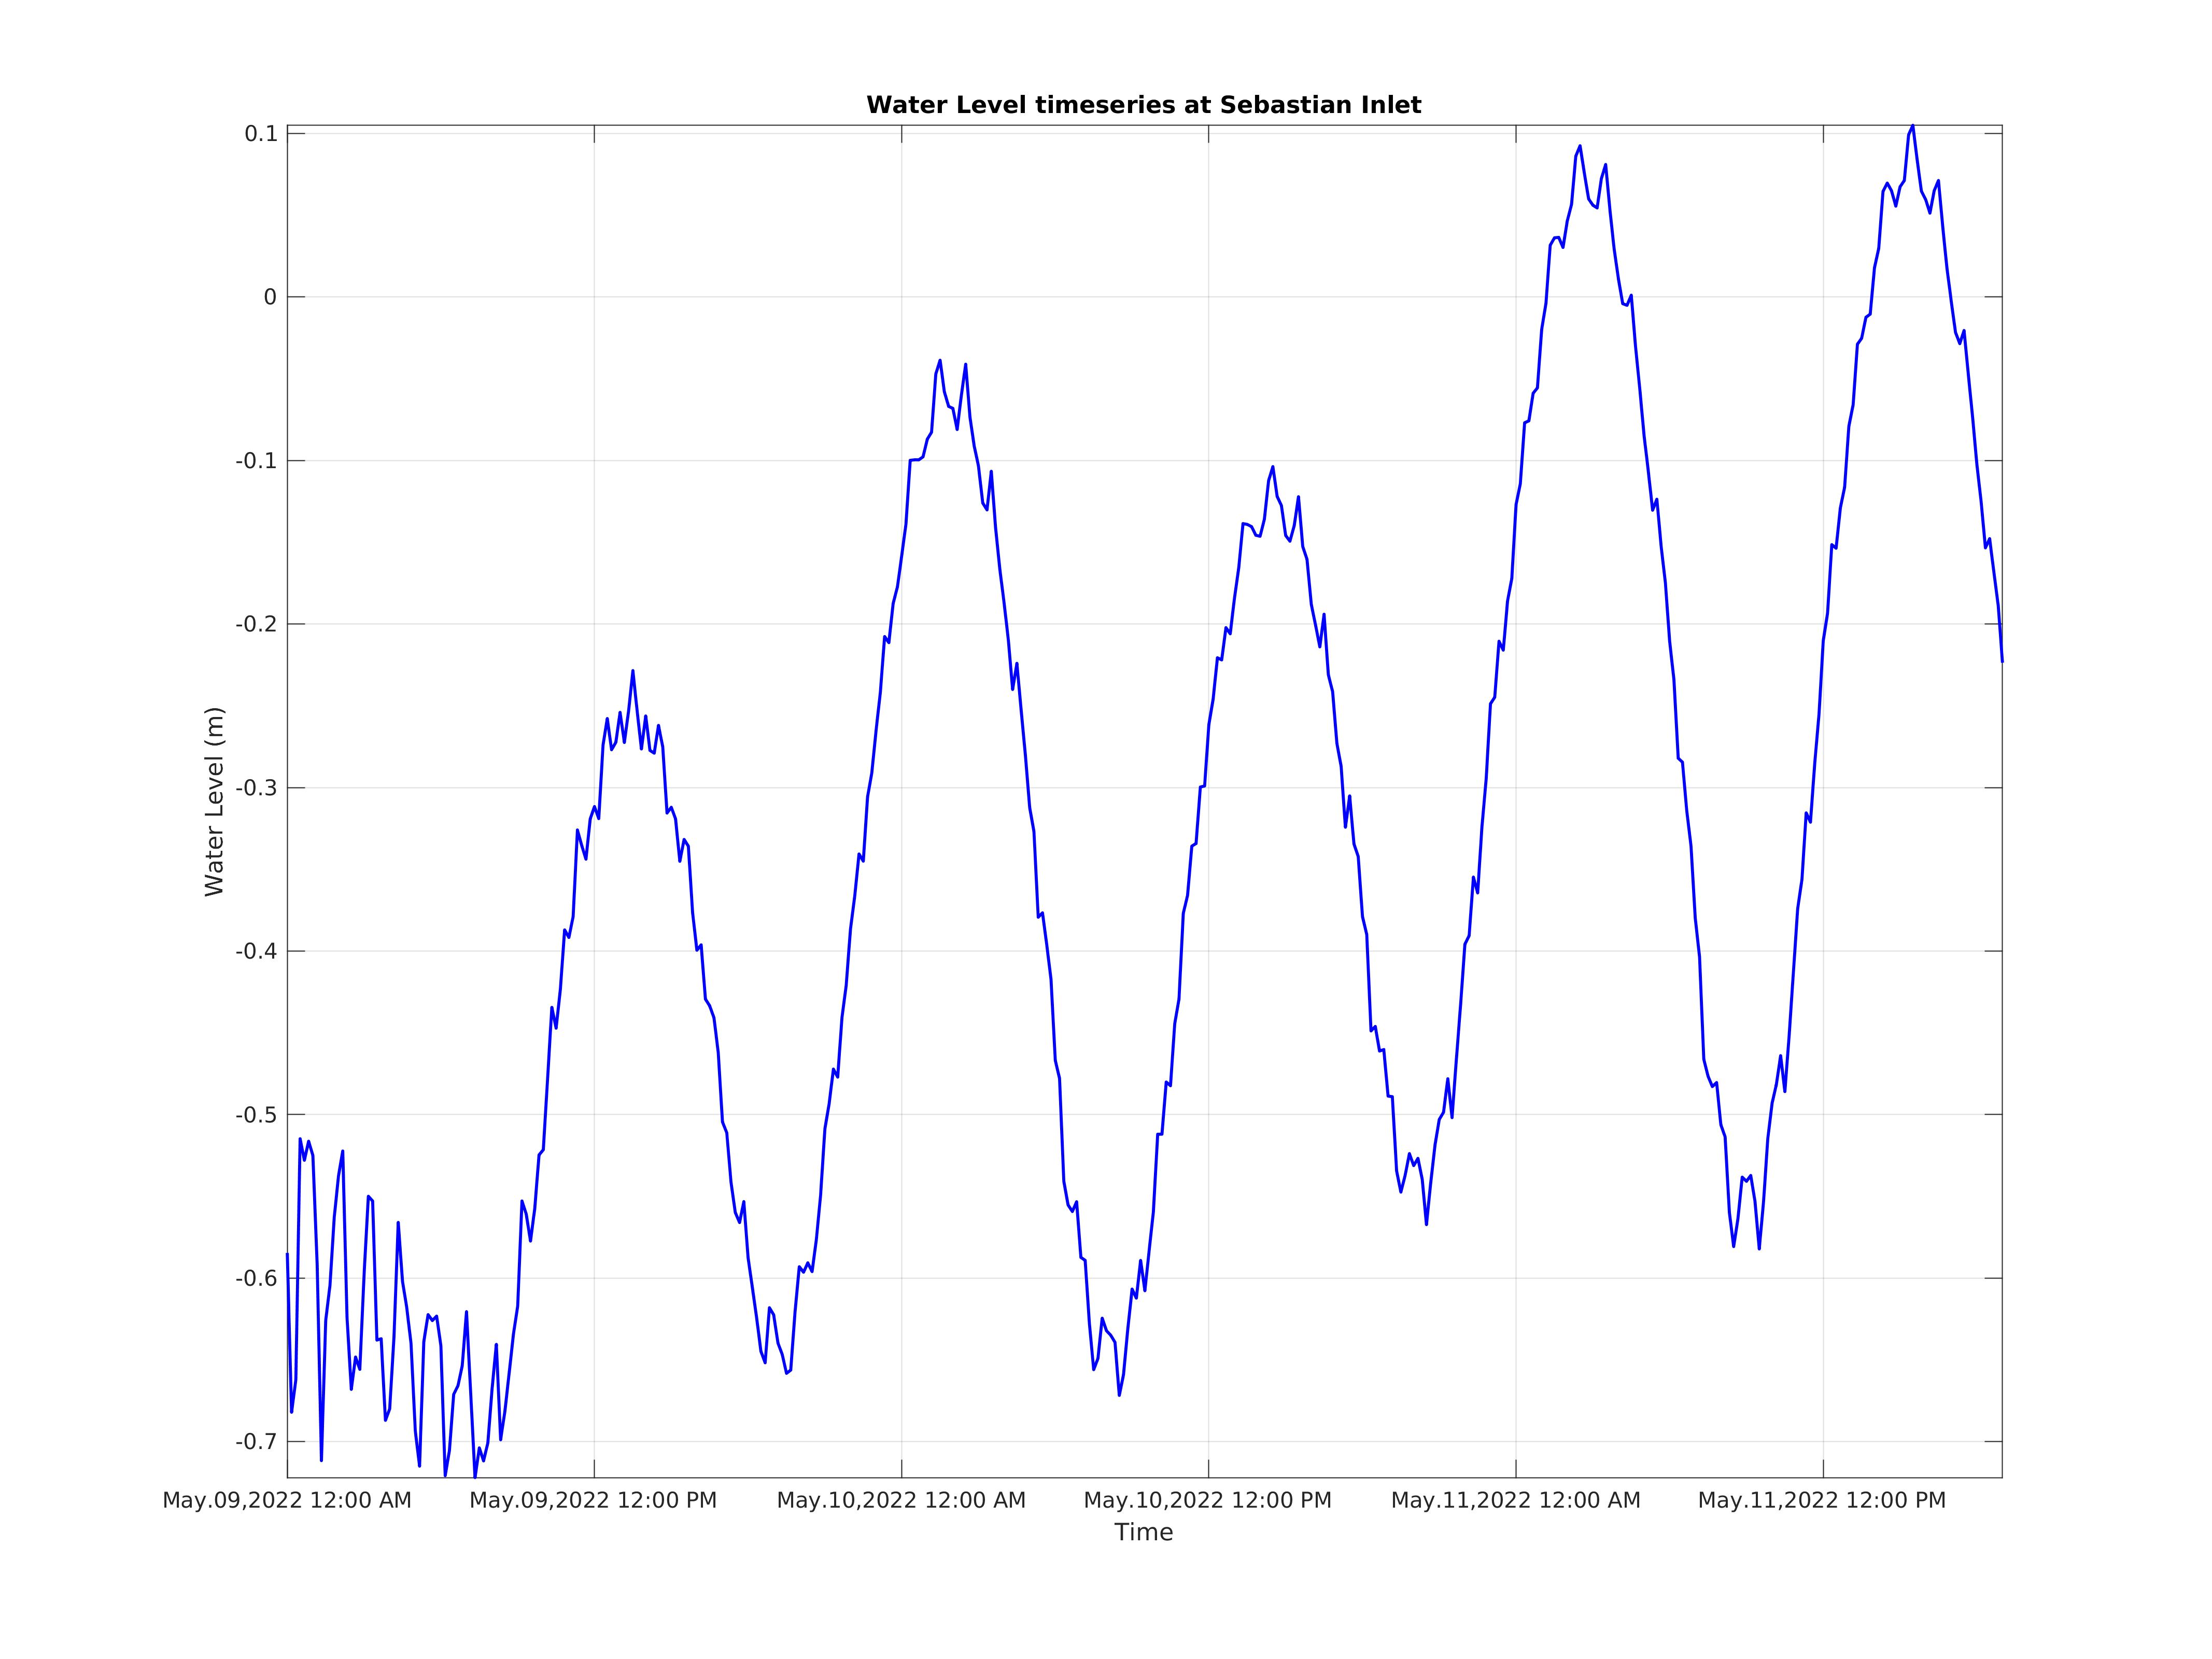 Water Level timeseries at Sebastian Inlet
0.1
0
-0.1
-0.2
-0.3
-0.4
-0.5
-0.6
-0.7
Water Level (m)
May.09,2022 12:00 AM May.09,2022 12:00 PM May.10,2022 12:00 AM May.10,2022 12:00 PM May.11,2022 12:00 AM May.11,2022 12:00 PM
Time